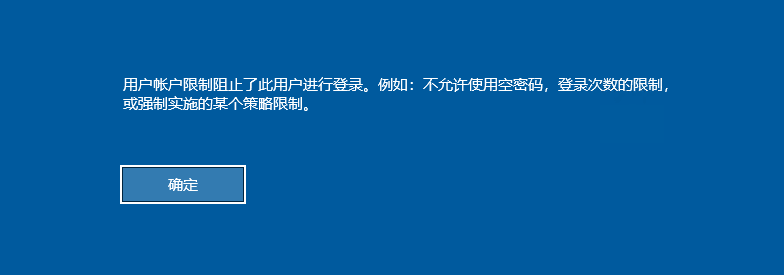 用户帐户限制阻止了此用户进行登录。例如：不允许使用空密码，登录次数的限制，
或强制实施的某个策略限制。
确定